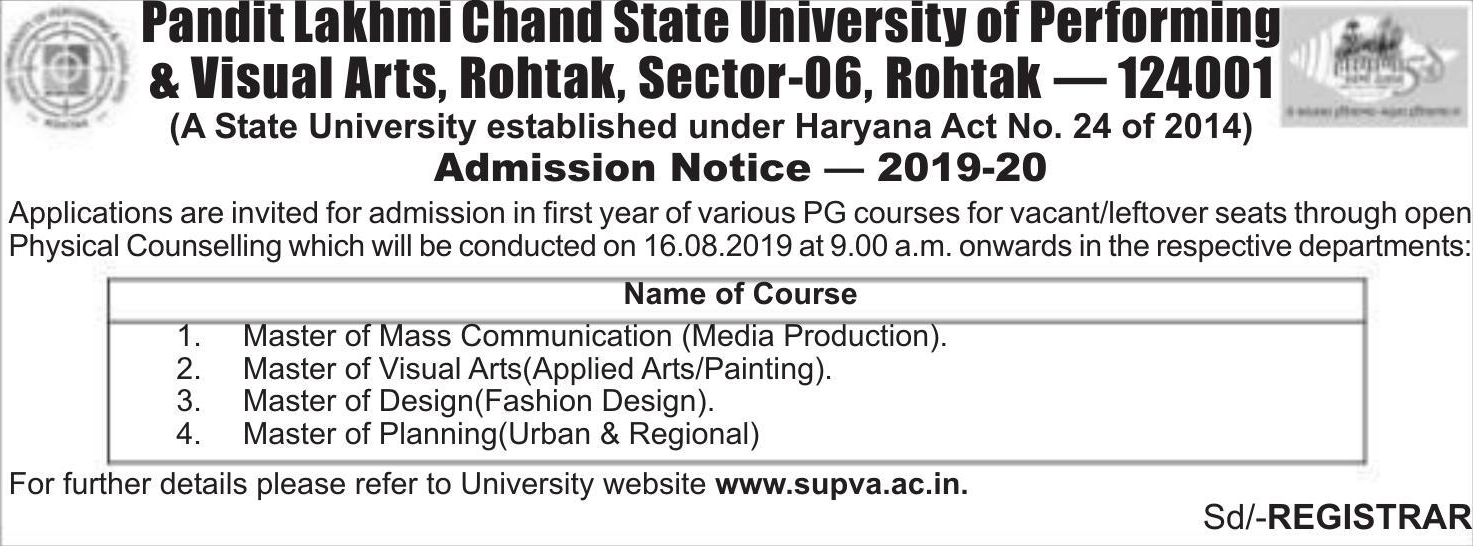 Pandit Lakhmi Chand State University of Performing
& Visual Arts, Rohtak, Sector-06, Rohtak — 124001
(A State University established under Haryana Act No. 24 of 2014)
Admission Notice — 2019-20
Applications are invited for admission in first year of various PG courses for vacant/leftover seats through open
Physical Counselling which will be conducted on 16.08.2019 at 9.00 a.m. onwards in the respective departments:
Name of Course
1. Master of Mass Communication (Media Production).
2. Master of Visual Arts(Applied Arts/Painting).
3. Master of Design(Fashion Design).
4. Master of Planning(Urban & Regional)
For further details please refer to University website www.supva.ac.in.
Sd/-REGISTRAR